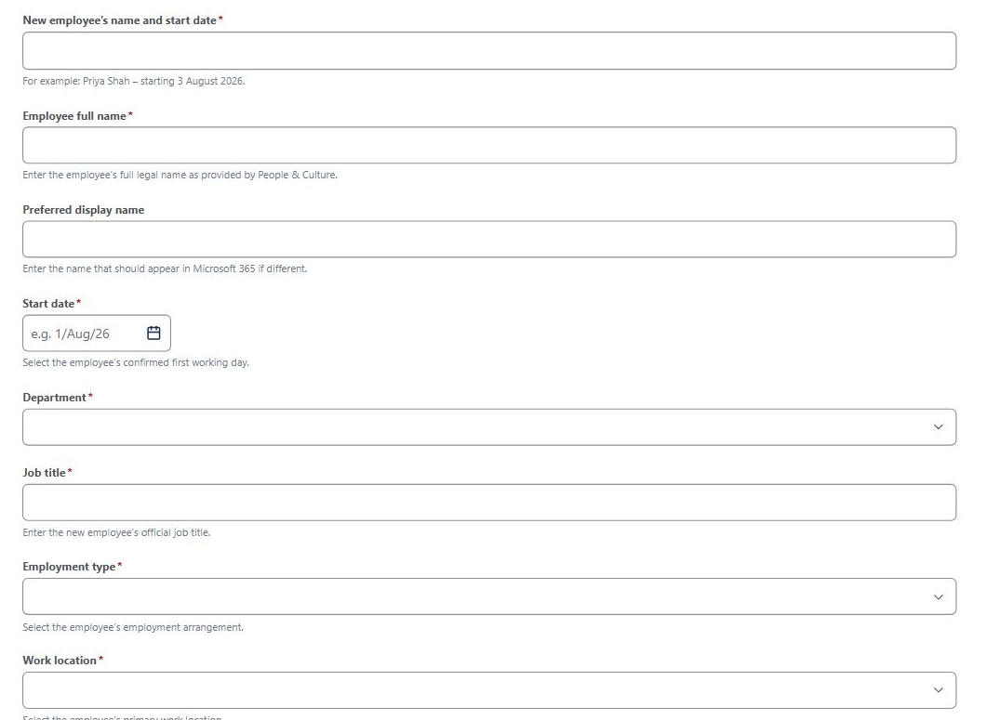 New employee's name and start date*
For example: Priya Shah – starting 3 August 2026.
Employee full name*
Enter the employee's full legal name as provided by People & Culture.
Preferred display name
Enter the name that should appear in Microsoft 365 if different.
Start date*
e.g. 1/Aug/26
Select the employee's confirmed first working day.
Department*
Job title*
Enter the new employee's official job title.
Employment type*
Select the employee's employment arrangement.
Work location*
Select the employee's primary work location